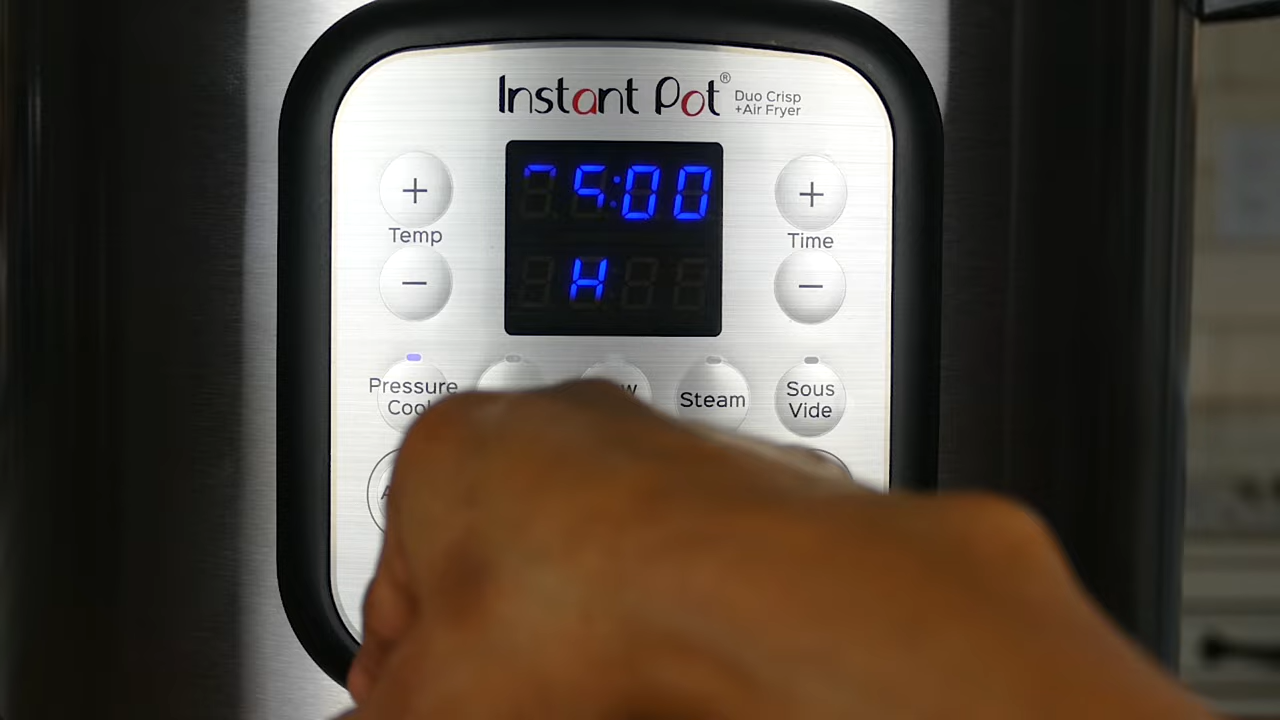 Instant Pot®
Duo Crisp
+Air Fryer
5:00
+
+
Temp
Time
−
−
H
Pressure
Steam
Sous
Vide